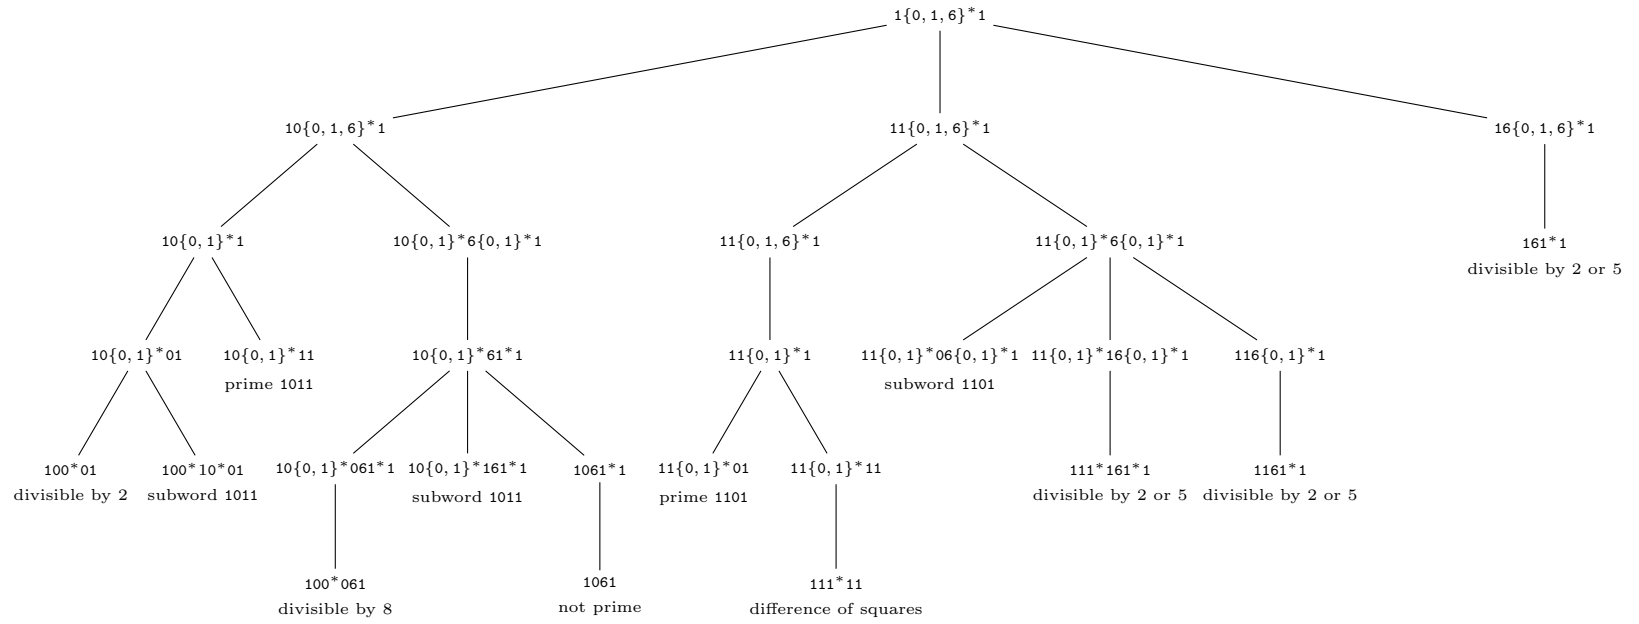 1{0, 1, 6}*1
10{0, 1, 6}*1
11{0, 1, 6}*1
16{0, 1, 6}*1
10{0, 1}*1
10{0, 1}*6{0, 1}*1
11{0, 1, 6}*1
11{0, 1}*6{0, 1}*1
161*1
divisible by 2 or 5
10{0, 1}*01
10{0, 1}*11
prime 1011
10{0, 1}*61*1
11{0, 1}*1
11{0, 1}*06{0, 1}*1
subword 1101
11{0, 1}*16{0, 1}*1
116{0, 1}*1
100*01
divisible by 2
100*10*01
subword 1011
10{0, 1}*061*1
10{0, 1}*161*1
subword 1011
1061*1
11{0, 1}*01
prime 1101
11{0, 1}*11
111*161*1
divisible by 2 or 5
1161*1
divisible by 2 or 5
100*061
divisible by 8
1061
not prime
111*11
difference of squares